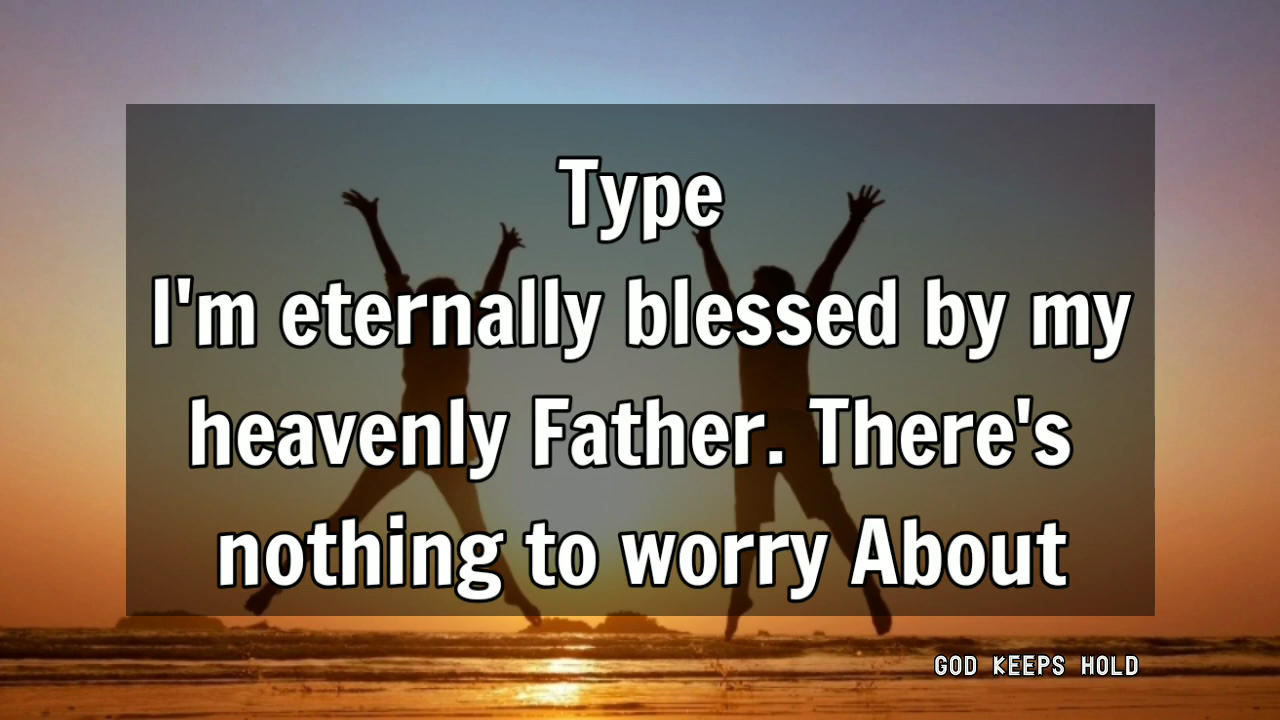 Type
I'm eternally blessed by my
heavenly Father. There's
nothing to worry About
GOD KEEPS HOLD